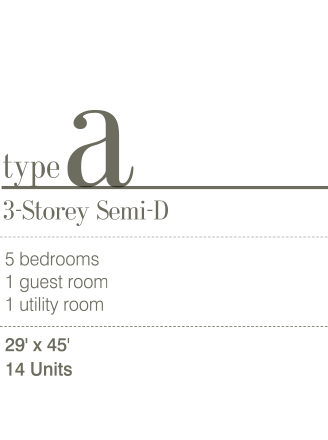 type a
3-Storey Semi-D
5 bedrooms
1 guest room
1 utility room
29' x 45'
14 Units